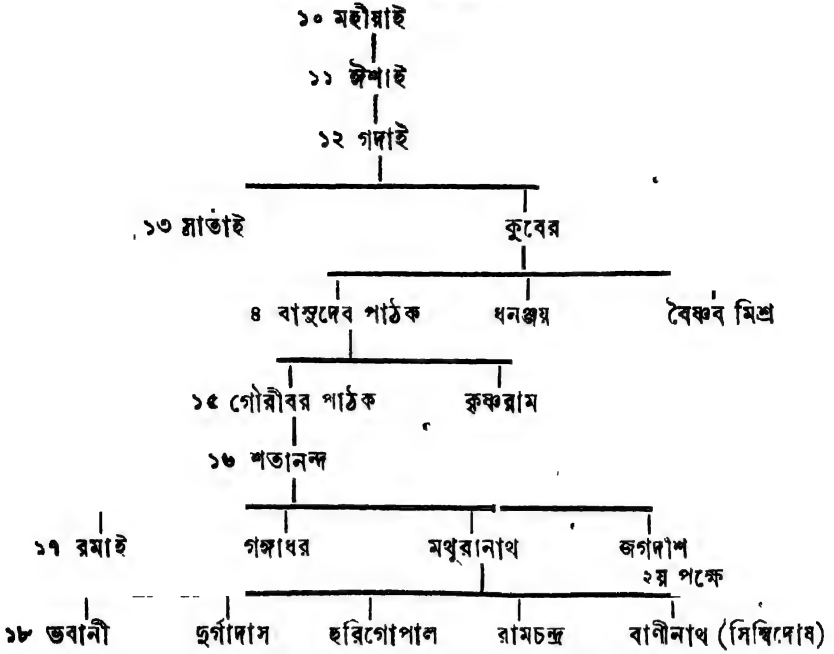 ১০ মহীয়াই
১১ ঈশাই
১২ গদাই
১৩ সাতাই কুবের
৪ বাসুদেব পাঠক ধনঞ্জয় বৈষ্ণব মিশ্র
১৫ গৌরীবর পাঠক কৃষ্ণরাম
১৬ শতানন্দ
১৭ রমাই গঙ্গাধর মথুরানাথ জগদাশ
২য় পক্ষে
১৮ ভবানী দুর্গাদাস হরিগোপাল রামচন্দ্র বাণীনাথ (সিম্বিদোষ)